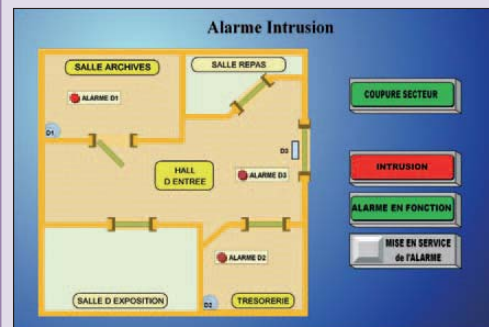 Alarme Intrusion
SALLE ARCHIVES
SALLE REPAS
ALARME D1
COUPURE SECTEUR
D1
D3
INTRUSION
HALL
D ENTREE
ALARME D3
ALARME EN FONCTION
MISE EN SERVICE
de l'ALARME
ALARME D2
SALLE D EXPOSITION
D2
TRESORERIE